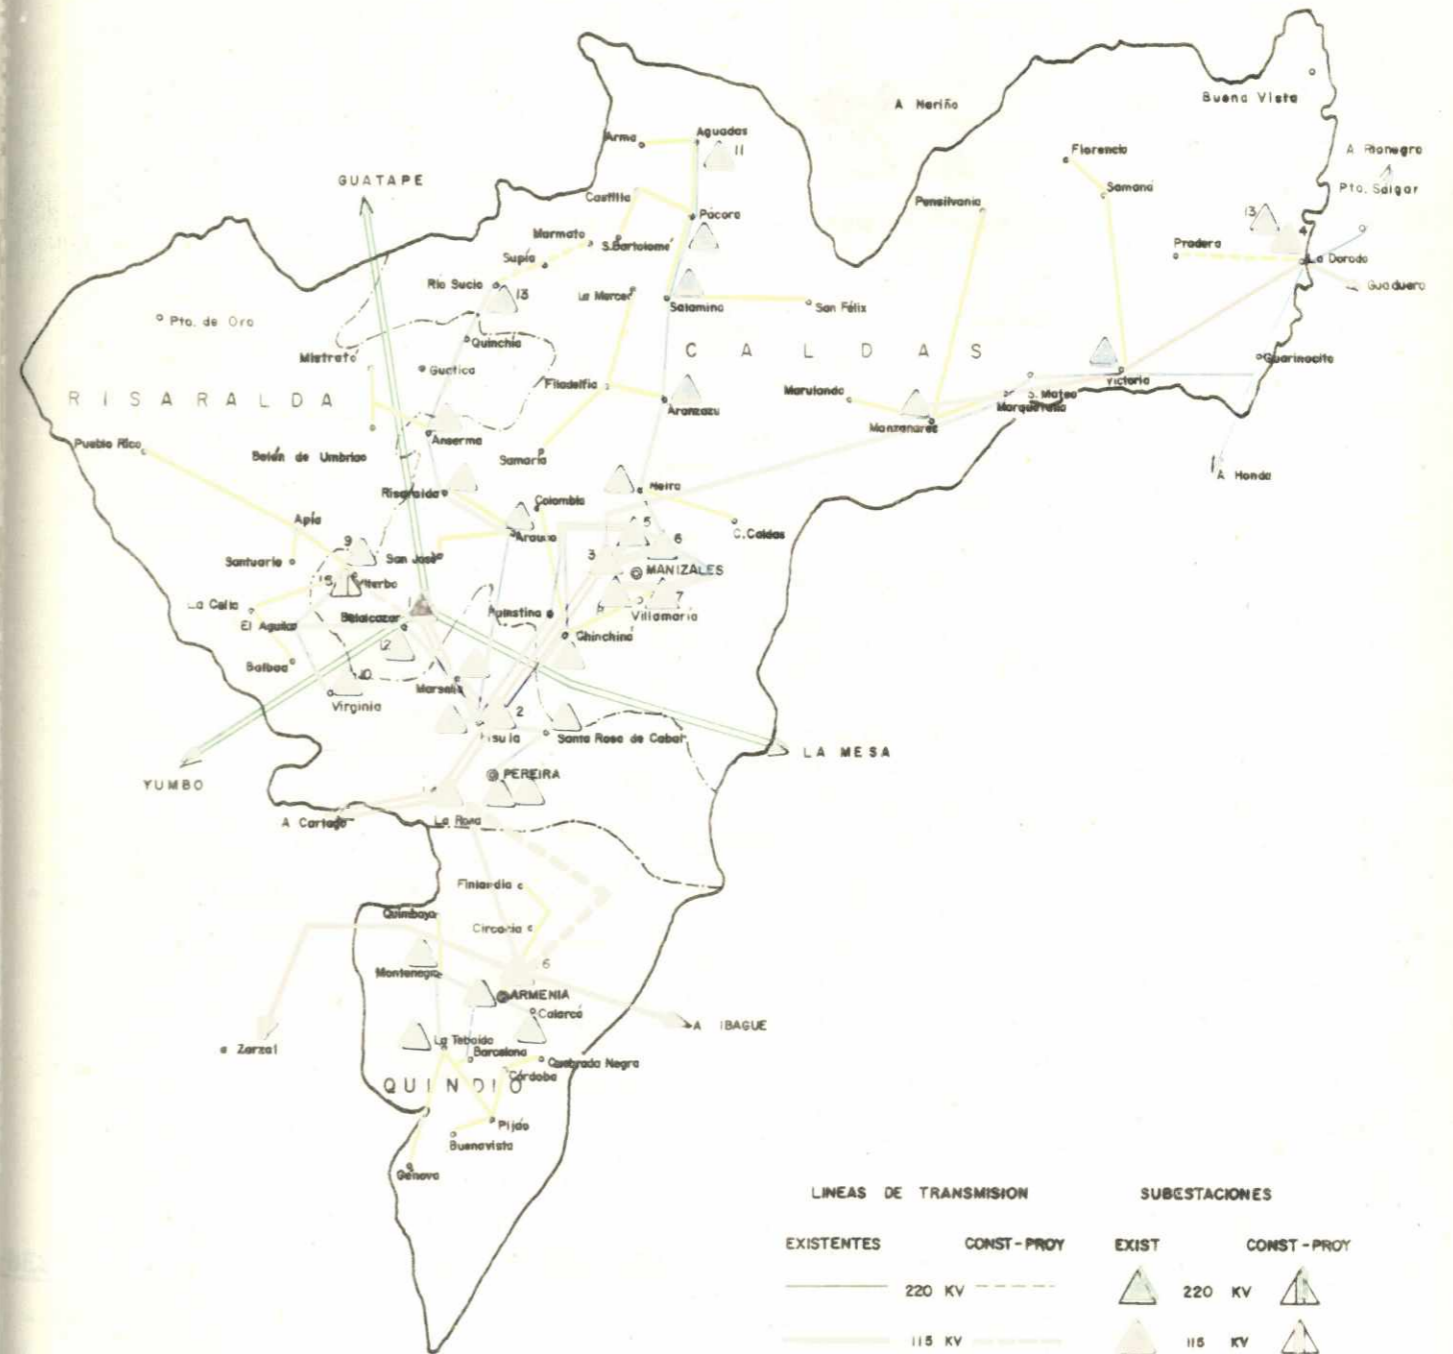 A Nariño
Buena Vista
Arma
Aguadas
11
Florencia
A Rionegro
GUATAPE
Castilla
Samaná
Pto. Salgar
Pensilvania
Pácora
13
4
Marmato
S. Bartolomé
Pradera
Supía
La Dorada
Río Sucio
13
La Merced
Salamina
San Félix
Guaduero
Pto. de Oro
Quinchía
C A L D A S
Mistrató
Guatica
Guarinocito
Filadelfia
Marulanda
Victoria
S. Mateo
Marquetalia
R I S A R A L D A
Aranzazu
Manzanares
Pueblo Rico
Anserma
Belén de Umbría
Samaria
A Honda
Risaralda
Neira
Colombia
Apía
5
C. Caldas
Arauca
9
3
6
Santuario
San José
MANIZALES
15
Viterbo
La Celia
1
7
Belalcazar
Palestina
Villamaría
El Aguila
Chinchiná
12
Balboa
10
Marsella
Virginia
2
Santa Rosa de Cabal
LA MESA
YUMBO
PEREIRA
A Cartago
La Rosa
Finlandia
Quimbaya
Circasia
6
Montenegro
ARMENIA
Calarcá
A IBAGUE
La Tebaida
Zarzal
Barcelona
Quebrada Negra
Córdoba
QUINDIO
Pijáo
Buenavista
Génova
LINEAS DE TRANSMISION
SUBESTACIONES
EXISTENTES
CONST-PROY
EXIST
CONST-PROY
220 KV
220 KV
115 KV
115 KV